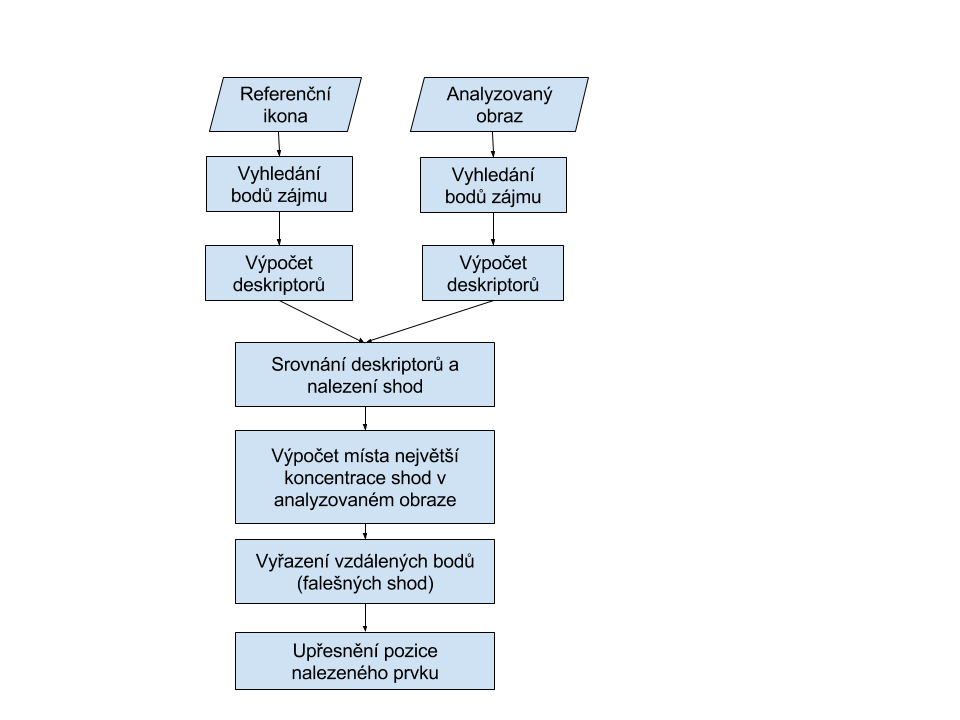 Referenční
ikona
Analyzovaný
obraz
Vyhledání
bodů zájmu
Vyhledání
bodů zájmu
Výpočet
deskriptorů
Výpočet
deskriptorů
Srovnání deskriptorů a
nalezení shod
Výpočet místa největší
koncentrace shod v
analyzovaném obraze
Vyřazení vzdálených bodů
(falešných shod)
Upřesnění pozice
nalezeného prvku